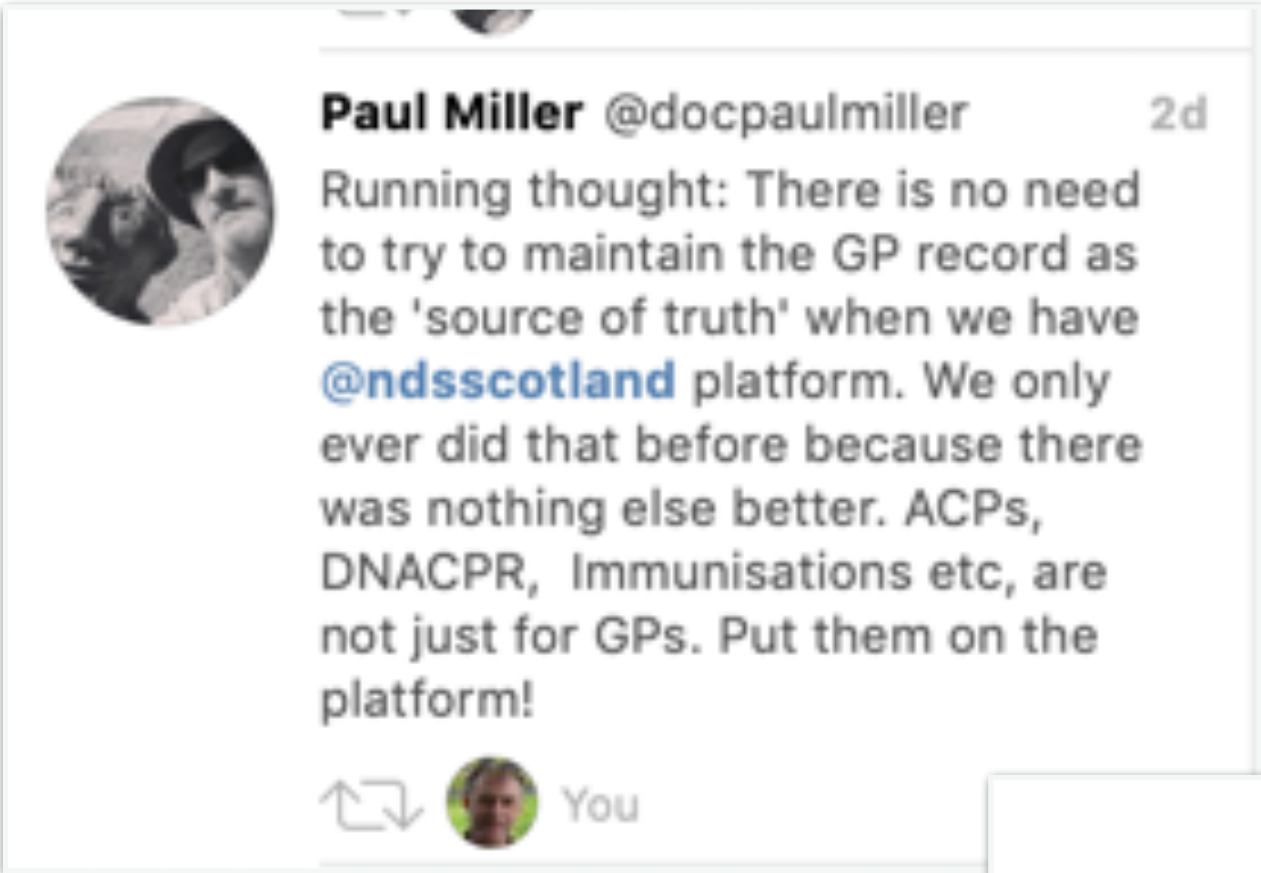 Paul Miller @docpaulmiller 2d
Running thought: There is no need
to try to maintain the GP record as
the 'source of truth' when we have
@ndsscotland platform. We only
ever did that before because there
was nothing else better. ACPs,
DNACPR,  Immunisations etc, are
not just for GPs. Put them on the
platform!
You